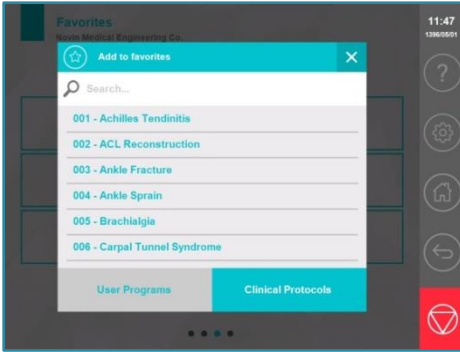 Favorites
Novin Medical Engineering Co.
11:47
1396/05/01
Add to favorites
Search...
001 - Achilles Tendinitis
002 - ACL Reconstruction
003 - Ankle Fracture
004 - Ankle Sprain
005 - Brachialgia
006 - Carpal Tunnel Syndrome
User Programs
Clinical Protocols